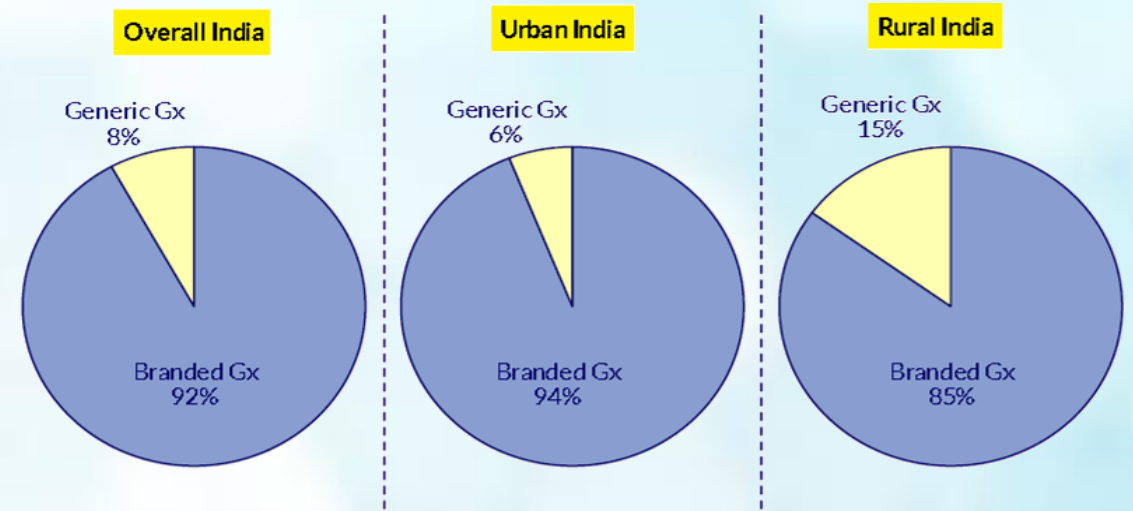 Overall India
Generic Gx
8%
Branded Gx
92%
Urban India
Generic Gx
6%
Branded Gx
94%
Rural India
Generic Gx
15%
Branded Gx
85%